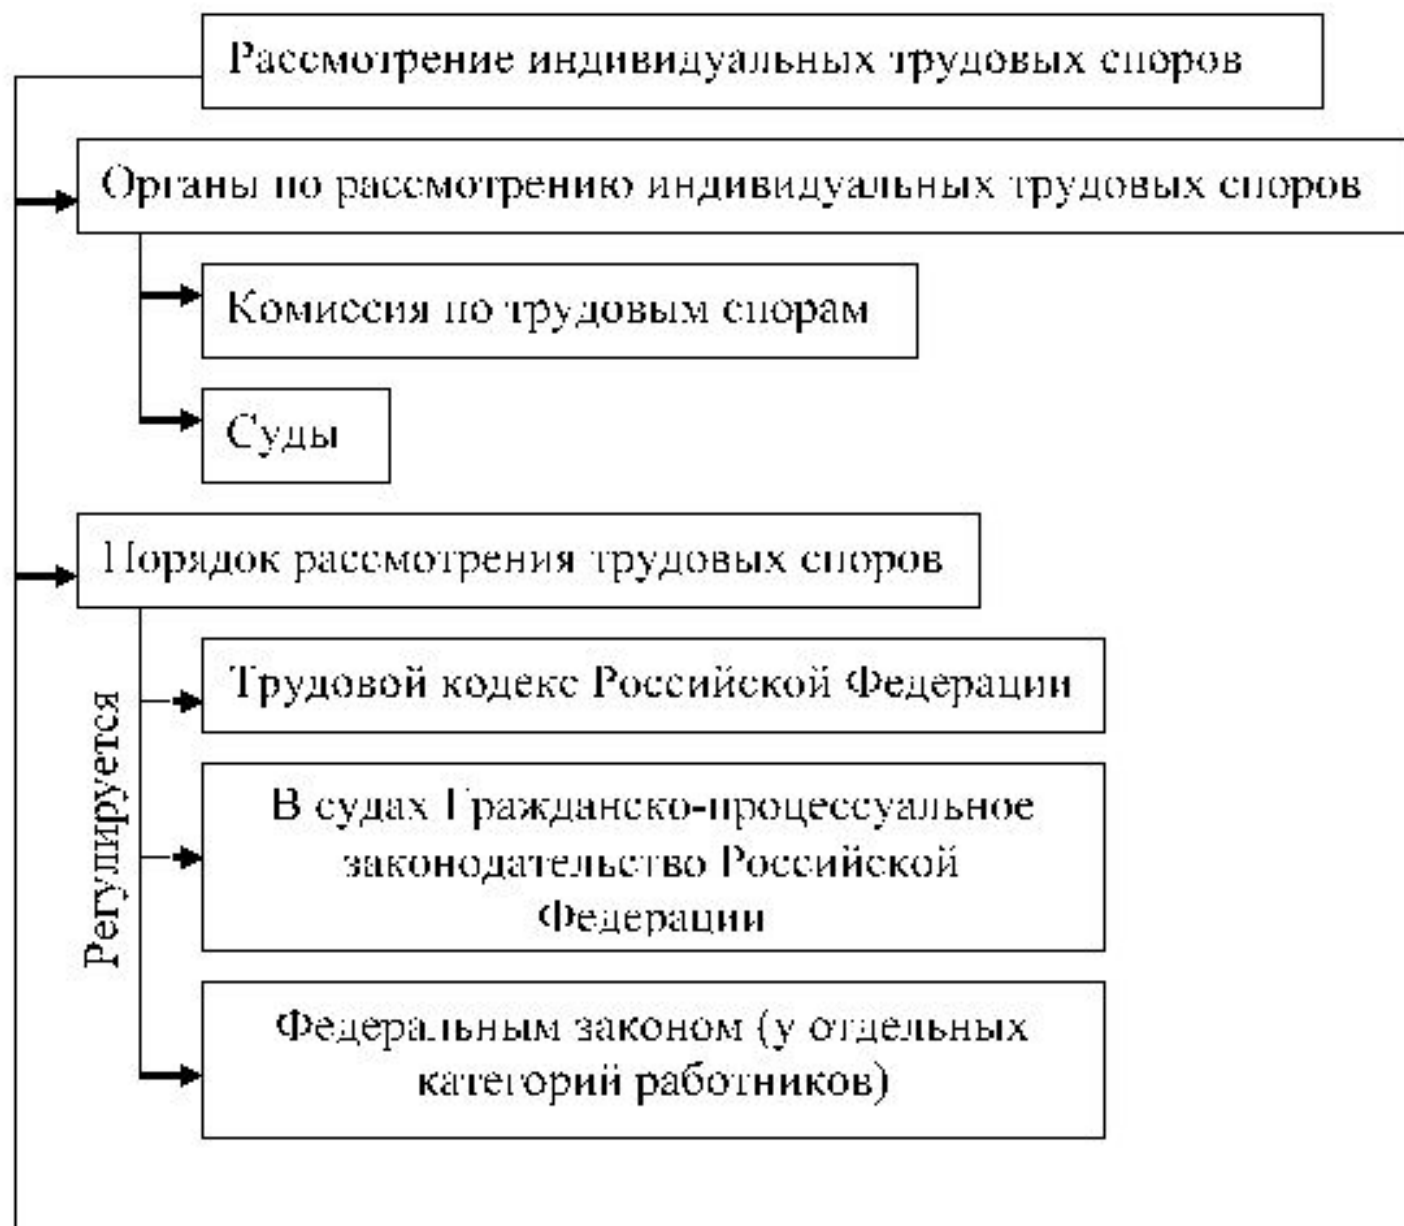 Рассмотрение индивидуальных трудовых споров
Органы по рассмотрению индивидуальных трудовых споров
Комиссия по трудовым спорам
Суды
Порядок рассмотрения трудовых споров
Регулируется
Трудовой кодекс Российской Федерации
В судах Гражданско-процессуальное
законодательство Российской
Федерации
Федеральным законом (у отдельных
категорий работников)